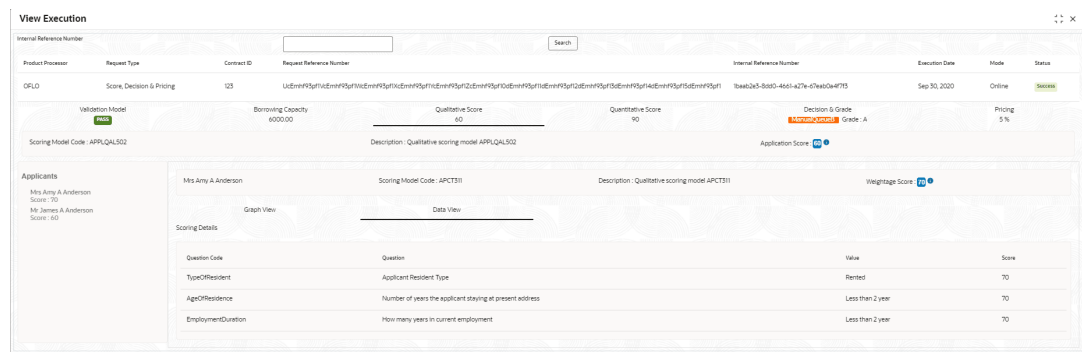 View Execution
Internal Reference Number
Search
Product Processor Request Type Contract ID Request Reference Number Internal Reference Number Execution Date Mode Status
OFLO Score, Decision & Pricing 123 1baab2e3-8dd0-4661-a27e-67eab0a4f7f3 Sep 30, 2020 Online Success
Validation Model Borrowing Capacity Qualitative Score Quantitative Score Decision & Grade Pricing
PASS 6000.00 60 90 ManualQueueB Grade : A 5 %
Scoring Model Code : APPLQAL502 Description : Qualitative scoring model APPLQAL502 Application Score : 60
Applicants
Mrs Amy A Anderson
Score : 70
Mr James A Anderson
Score : 60
Mrs Amy A Anderson Scoring Model Code : APCT311 Description : Qualitative scoring model APCT311 Weightage Score : 70
Graph View Data View
Scoring Details
Question Code Question Value Score
TypeOfResident Applicant Resident Type Rented 70
AgeOfResidence Number of years the applicant staying at present address Less than 2 year 70
EmploymentDuration How many years in current employment Less than 2 year 70